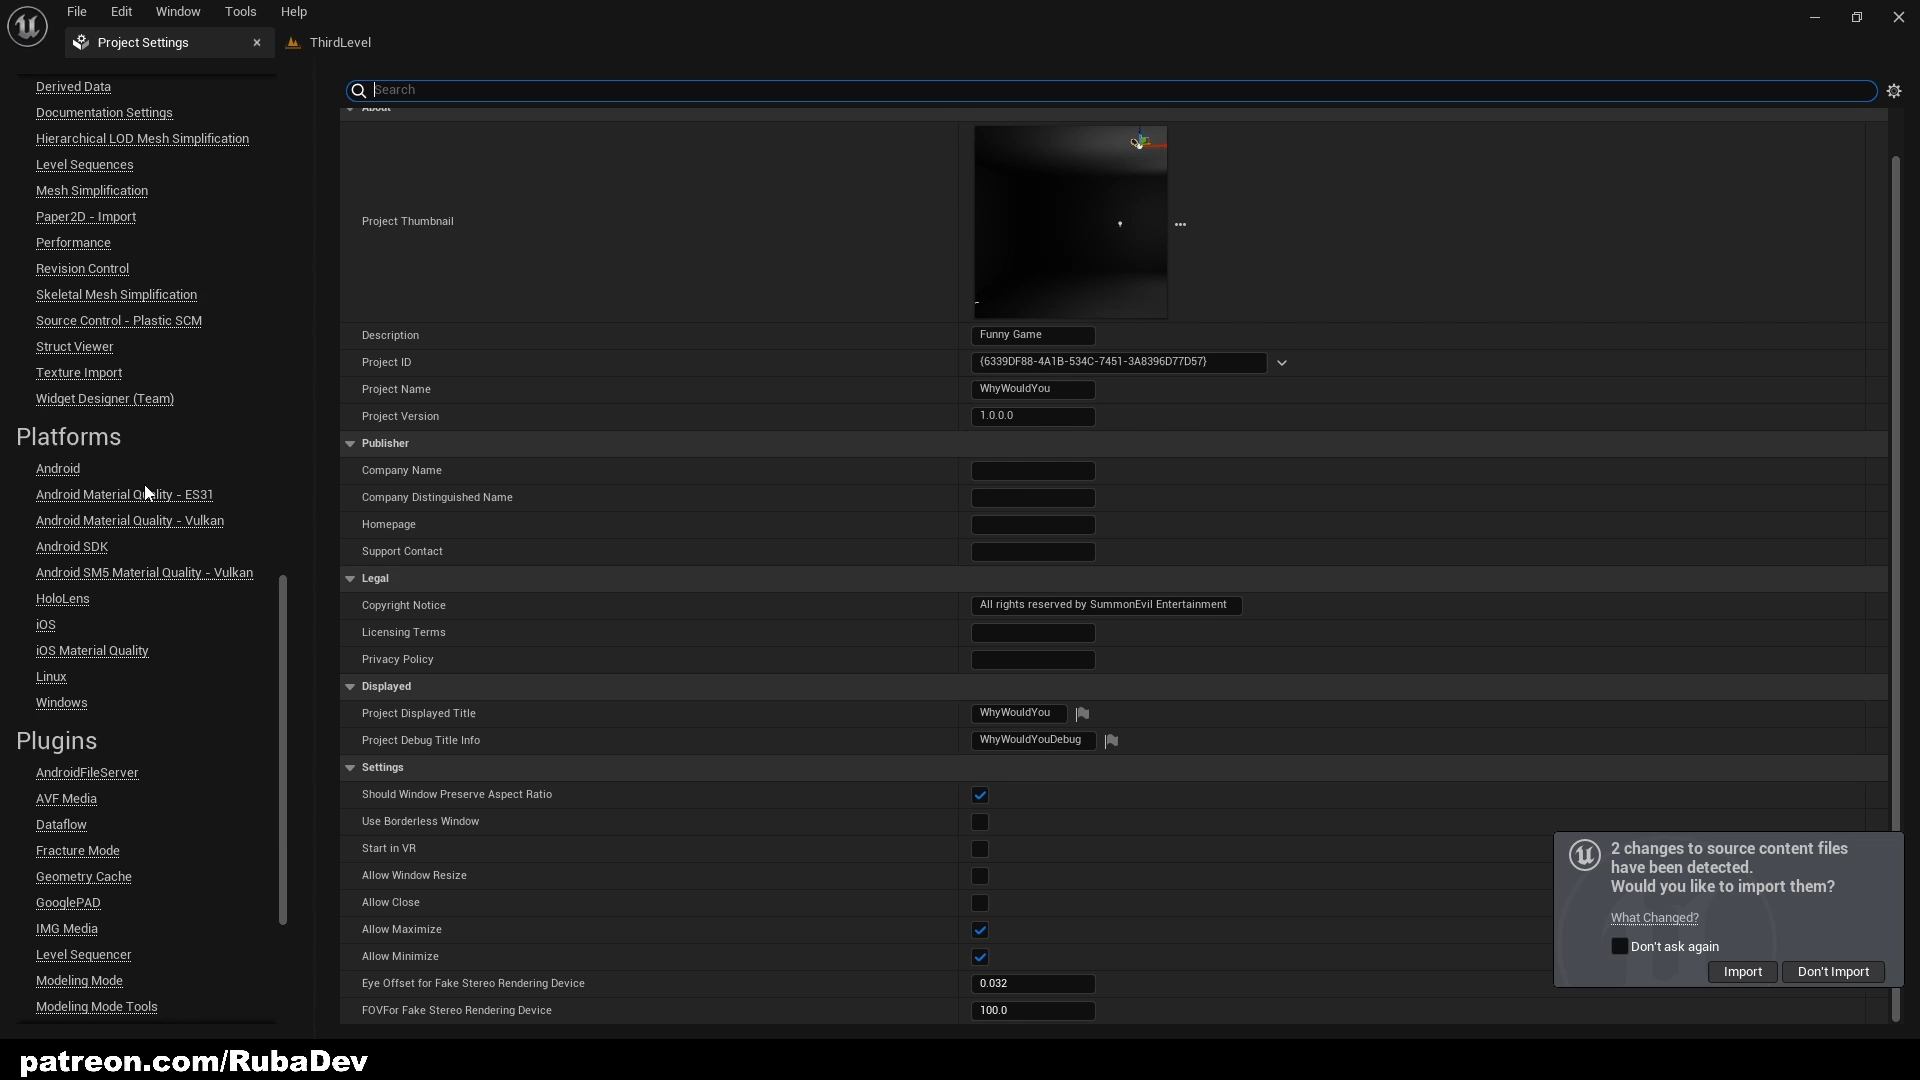 File Edit Window Tools Help
Project Settings
ThirdLevel
Search
Derived Data
Documentation Settings
Hierarchical LOD Mesh Simplification
Level Sequences
Mesh Simplification
Paper2D - Import
Performance
Revision Control
Skeletal Mesh Simplification
Source Control - Plastic SCM
Struct Viewer
Texture Import
Widget Designer (Team)
Platforms
Android
Android Material Quality - ES31
Android Material Quality - Vulkan
Android SDK
Android SM5 Material Quality - Vulkan
HoloLens
iOS
iOS Material Quality
Linux
Windows
Plugins
AndroidFileServer
AVF Media
Dataflow
Fracture Mode
Geometry Cache
GooglePAD
IMG Media
Level Sequencer
Modeling Mode
Modeling Mode Tools
About
Project Thumbnail
Description Funny Game
Project ID {6339DF88-4A1B-534C-7451-3A8396D77D57}
Project Name WhyWouldYou
Project Version 1.0.0.0
Publisher
Company Name
Company Distinguished Name
Homepage
Support Contact
Legal
Copyright Notice All rights reserved by SummonEvil Entertainment
Licensing Terms
Privacy Policy
Displayed
Project Displayed Title WhyWouldYou
Project Debug Title Info WhyWouldYouDebug
Settings
Should Window Preserve Aspect Ratio
Use Borderless Window
Start in VR
Allow Window Resize
Allow Close
Allow Maximize
Allow Minimize
Eye Offset for Fake Stereo Rendering Device 0.032
FOVFor Fake Stereo Rendering Device 100.0
2 changes to source content files
have been detected.
Would you like to import them?
What Changed?
Don't ask again
Import Don't Import
patreon.com/RubaDev